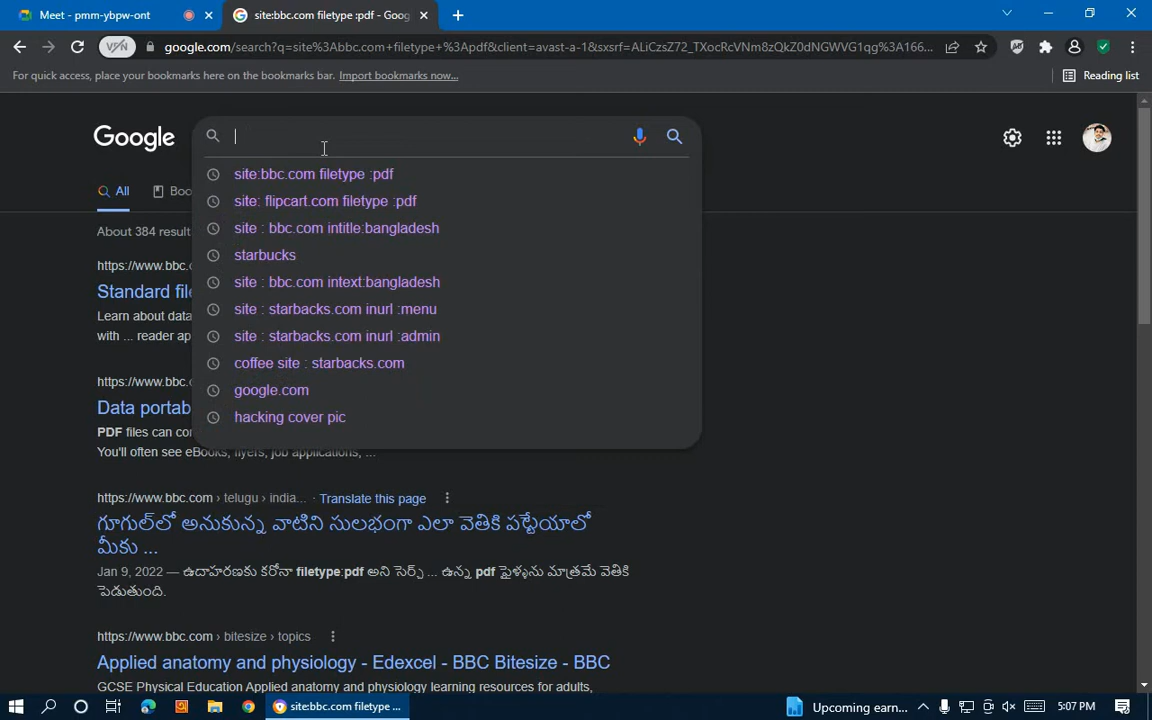 Meet - pmm-ybpw-ont
site:bbc.com filetype :pdf - Goog
VPN
google.com/search?q=site%3Abbc.com+filetype+%3Apdf&client=avast-a-1&sxsrf=ALiCzsZ72_TXocRcVNm8zQkZ0dNGWVG1qg%3A166...
For quick access, place your bookmarks here on the bookmarks bar. Import bookmarks now...
Reading list
Google
site:bbc.com filetype :pdf
All
Boo
site: flipcart.com filetype :pdf
site : bbc.com intitle:bangladesh
About 384 result
starbucks
https://www.bbc.
site : bbc.com intext:bangladesh
Standard file
site : starbacks.com inurl :menu
Learn about data
with ... reader ap
site : starbacks.com inurl :admin
coffee site : starbacks.com
https://www.bbc.
google.com
Data portab
hacking cover pic
PDF files can con
You'll often see eBooks, flyers, job applications, ...
https://www.bbc.com › telugu › india... · Translate this page
గూగుల్‌లో అనుకున్న వాటిని సులభంగా ఎలా వెతికి పట్టేయాలో
మీకు ...
Jan 9, 2022 — ఉదాహరణకు కరోనా filetype:pdf అని సెర్చ్ ... ఉన్న pdf ఫైళ్ళను మాత్రమే వెతికి
పెడుతుంది.
https://www.bbc.com › bitesize › topics
Applied anatomy and physiology - Edexcel - BBC Bitesize - BBC
GCSE Physical Education Applied anatomy and physiology learning resources for adults,
site:bbc.com filetype ...
Upcoming earn...
5:07 PM